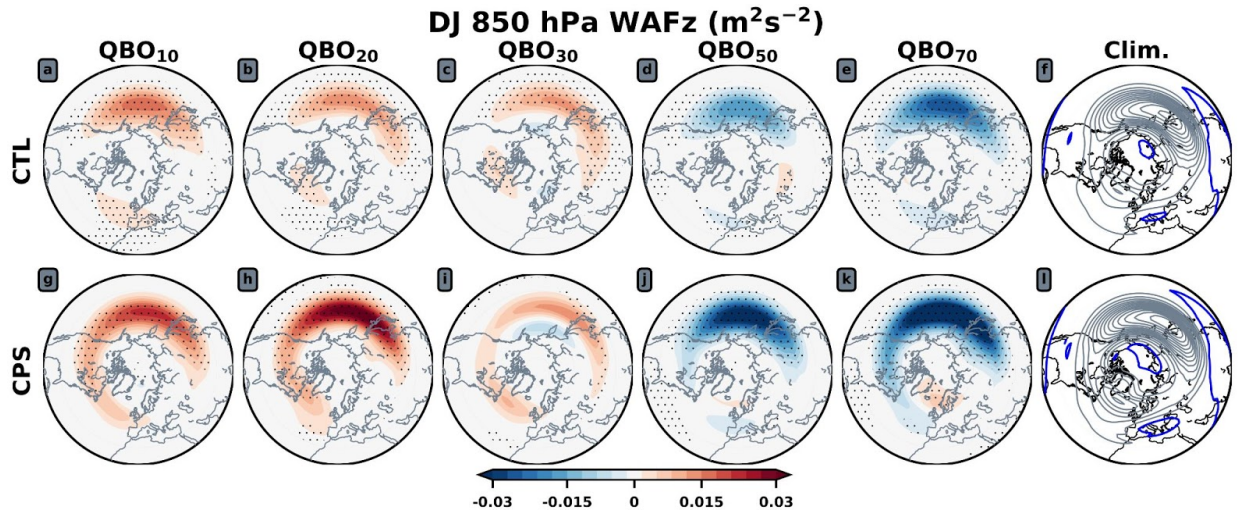 DJ 850 hPa WAFz (m²s⁻²)
QBO₁₀ QBO₂₀ QBO₃₀ QBO₅₀ QBO₇₀ Clim.
a b c d e f
CTL
g h i j k l
CPS
-0.03 -0.015 0 0.015 0.03